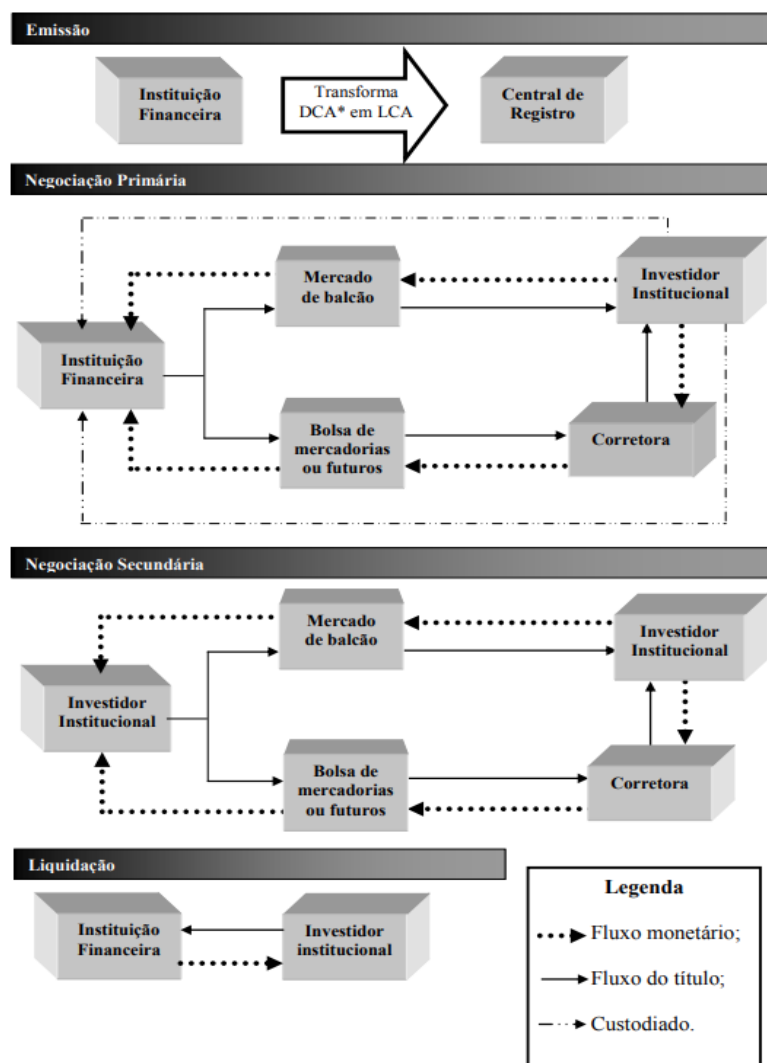 Emissão
Instituição
Financeira
Transforma
DCA* em LCA
Central de
Registro
Negociação Primária
Mercado
de balcão
Investidor
Institucional
Instituição
Financeira
Bolsa de
mercadorias
ou futuros
Corretora
Negociação Secundária
Mercado
de balcão
Investidor
Institucional
Investidor
Institucional
Bolsa de
mercadorias
ou futuros
Corretora
Liquidação
Instituição
Financeira
Investidor
institucional
Legenda
Fluxo monetário;
Fluxo do título;
Custodiado.